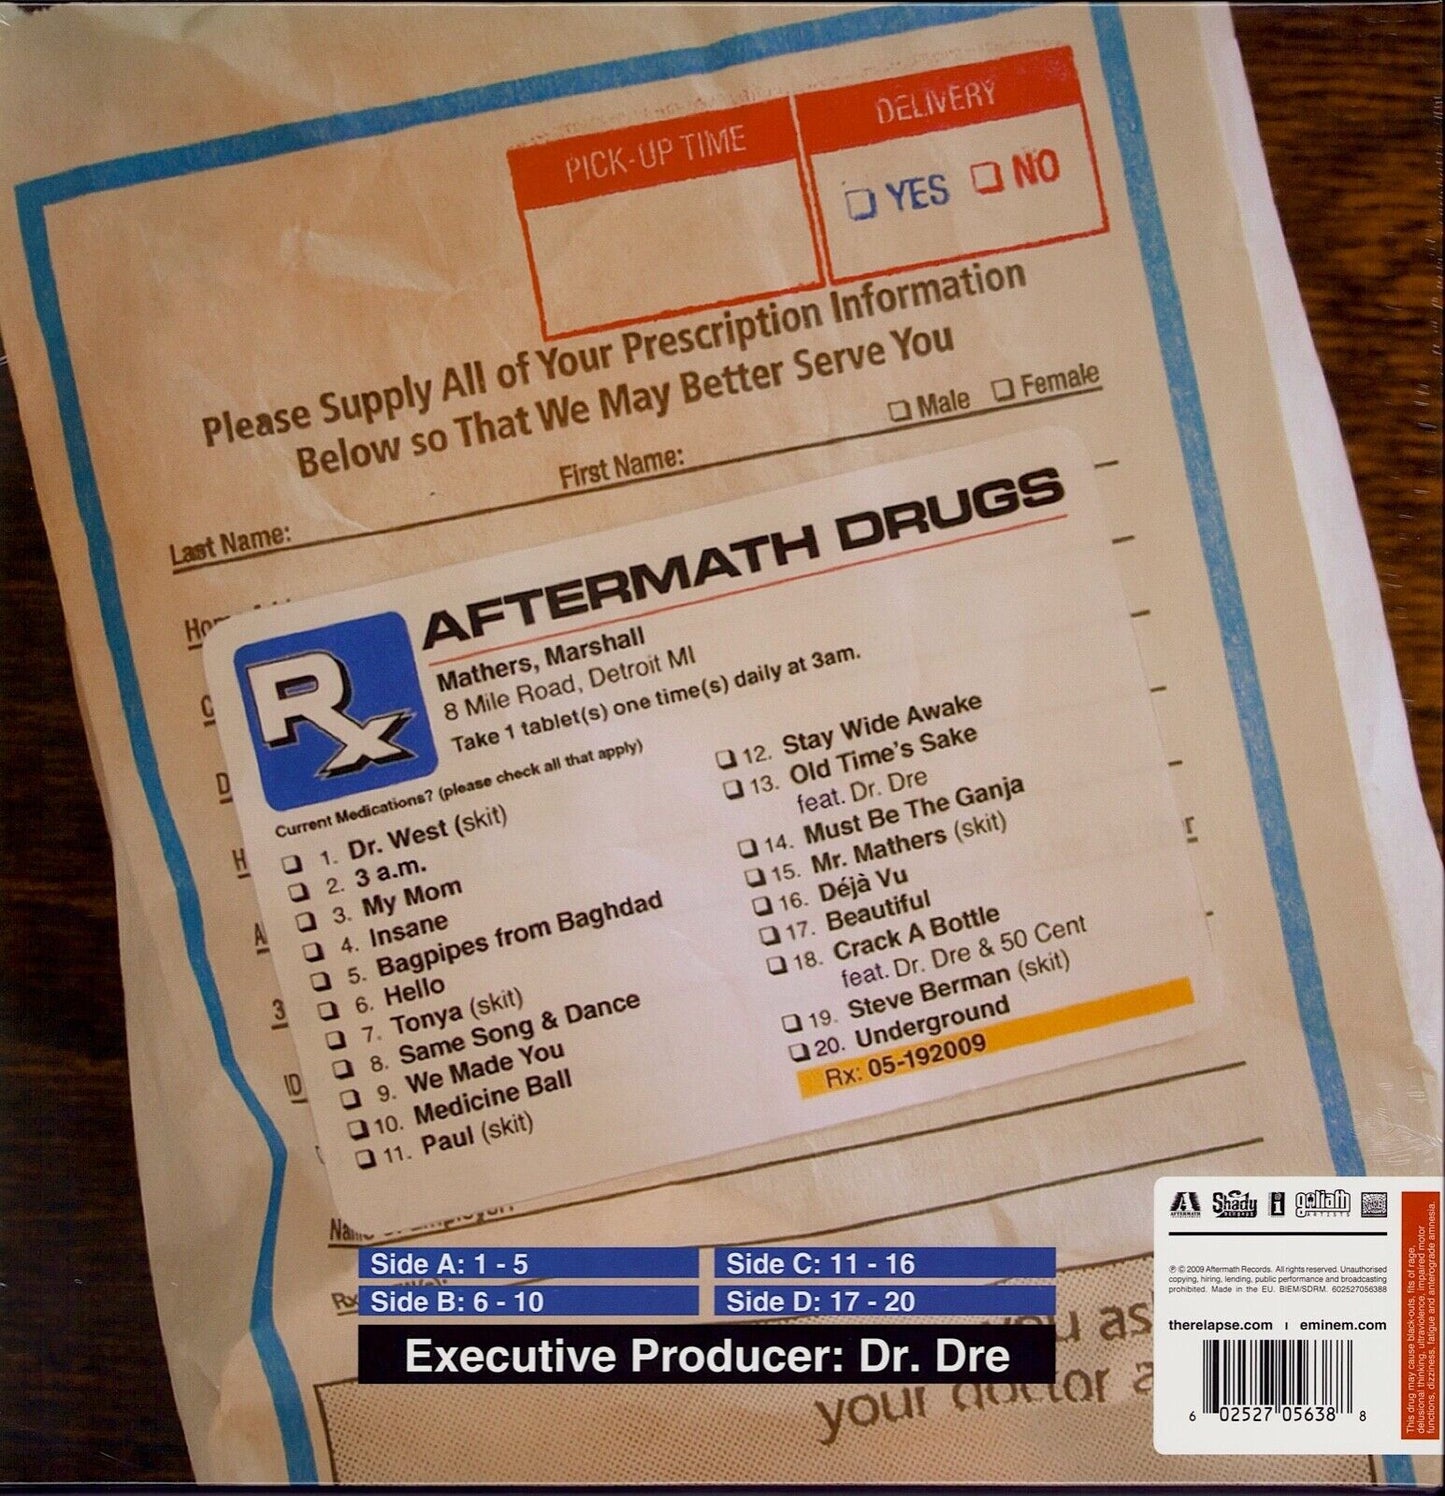 PICK-UP TIME
DELIVERY
YES NO
Please Supply All of Your Prescription Information
Below so That We May Better Serve You
Male Female
Last Name: First Name:
AFTERMATH DRUGS
Rx
Mathers, Marshall
8 Mile Road, Detroit MI
Take 1 tablet(s) one time(s) daily at 3am.
Current Medications? (please check all that apply)
1. Dr. West (skit)
2. 3 a.m.
3. My Mom
4. Insane
5. Bagpipes from Baghdad
6. Hello
7. Tonya (skit)
8. Same Song & Dance
9. We Made You
10. Medicine Ball
11. Paul (skit)
12. Stay Wide Awake
13. Old Time's Sake
feat. Dr. Dre
14. Must Be The Ganja
15. Mr. Mathers (skit)
16. Déjà Vu
17. Beautiful
18. Crack A Bottle
feat. Dr. Dre & 50 Cent
19. Steve Berman (skit)
20. Underground
Rx: 05-192009
Side A: 1 - 5
Side B: 6 - 10
Side C: 11 - 16
Side D: 17 - 20
Executive Producer: Dr. Dre
your doctor
AFTERMATH
Shady
RECORDS
i
goliath
ARTISTS
℗ © 2009 Aftermath Records. All rights reserved. Unauthorised
copying, hiring, lending, public performance and broadcasting
prohibited. Made in the EU. BIEM/SDRM. 602527056388
therelapse.com | eminem.com
6 02527 05638 8
This drug may cause black-outs, fits of rage,
delusional thinking, ultraviolence, impaired motor
functions, dizziness, fatigue and anterograde amnesia.